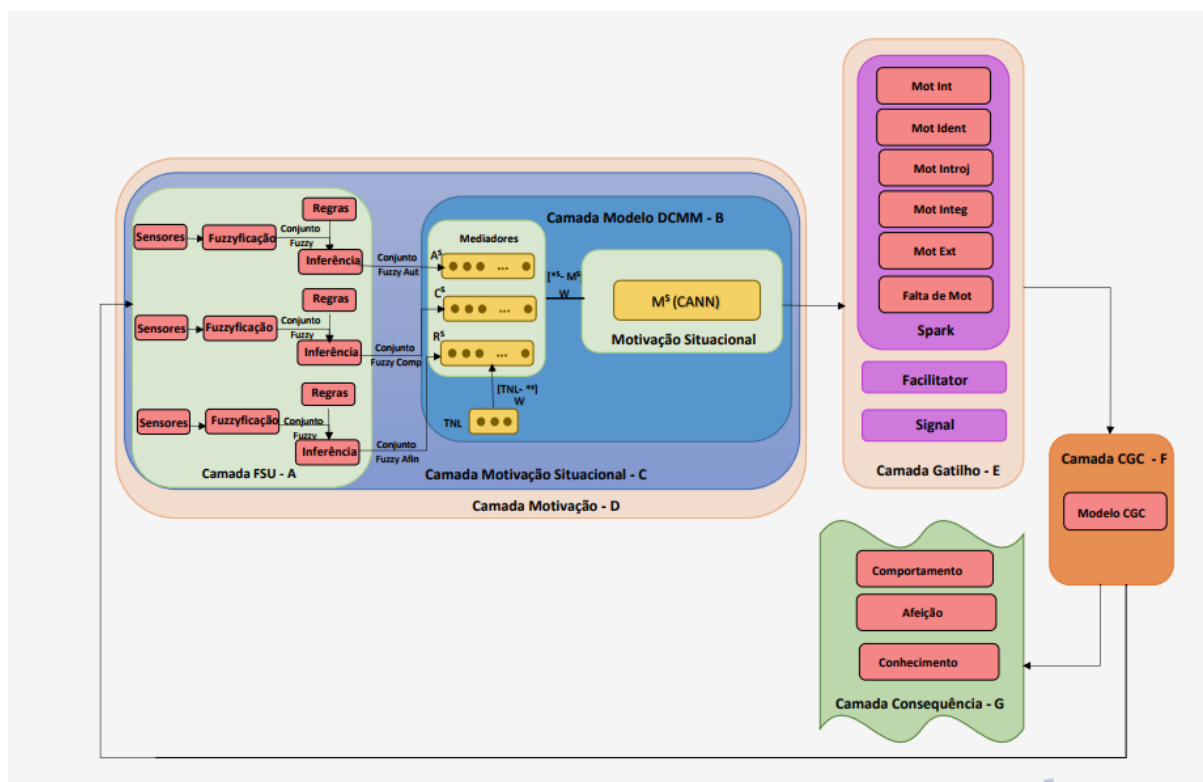 Regras
Sensores
Fuzzyficação
Conjunto
Fuzzy
Inferência
Conjunto
Fuzzy Aut
Regras
Sensores
Fuzzyficação
Conjunto
Fuzzy
Inferência
Conjunto
Fuzzy Comp
Regras
Sensores
Fuzzyficação
Conjunto
Fuzzy
Inferência
Conjunto
Fuzzy Afin
Camada FSU - A
Camada Modelo DCMM - B
Mediadores
Aˢ
...
Cˢ
...
Rˢ
...
[*ˢ- Mˢ]
W
[TNL- *ˢ]
W
TNL
Mˢ (CANN)
Motivação Situacional
Camada Motivação Situacional - C
Camada Motivação - D
Mot Int
Mot Ident
Mot Introj
Mot Integ
Mot Ext
Falta de Mot
Spark
Facilitator
Signal
Camada Gatilho - E
Camada CGC - F
Modelo CGC
Comportamento
Afeição
Conhecimento
Camada Consequência - G